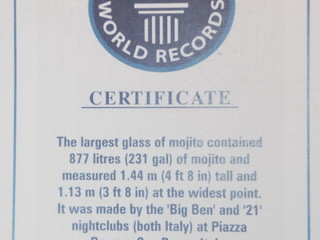 WORLD RECORDS
CERTIFICATE
The largest glass of mojito contained
877 litres (231 gal) of mojito and
measured 1.44 m (4 ft 8 in) tall and
1.13 m (3 ft 8 in) at the widest point.
It was made by the 'Big Ben' and '21'
nightclubs (both Italy) at Piazza